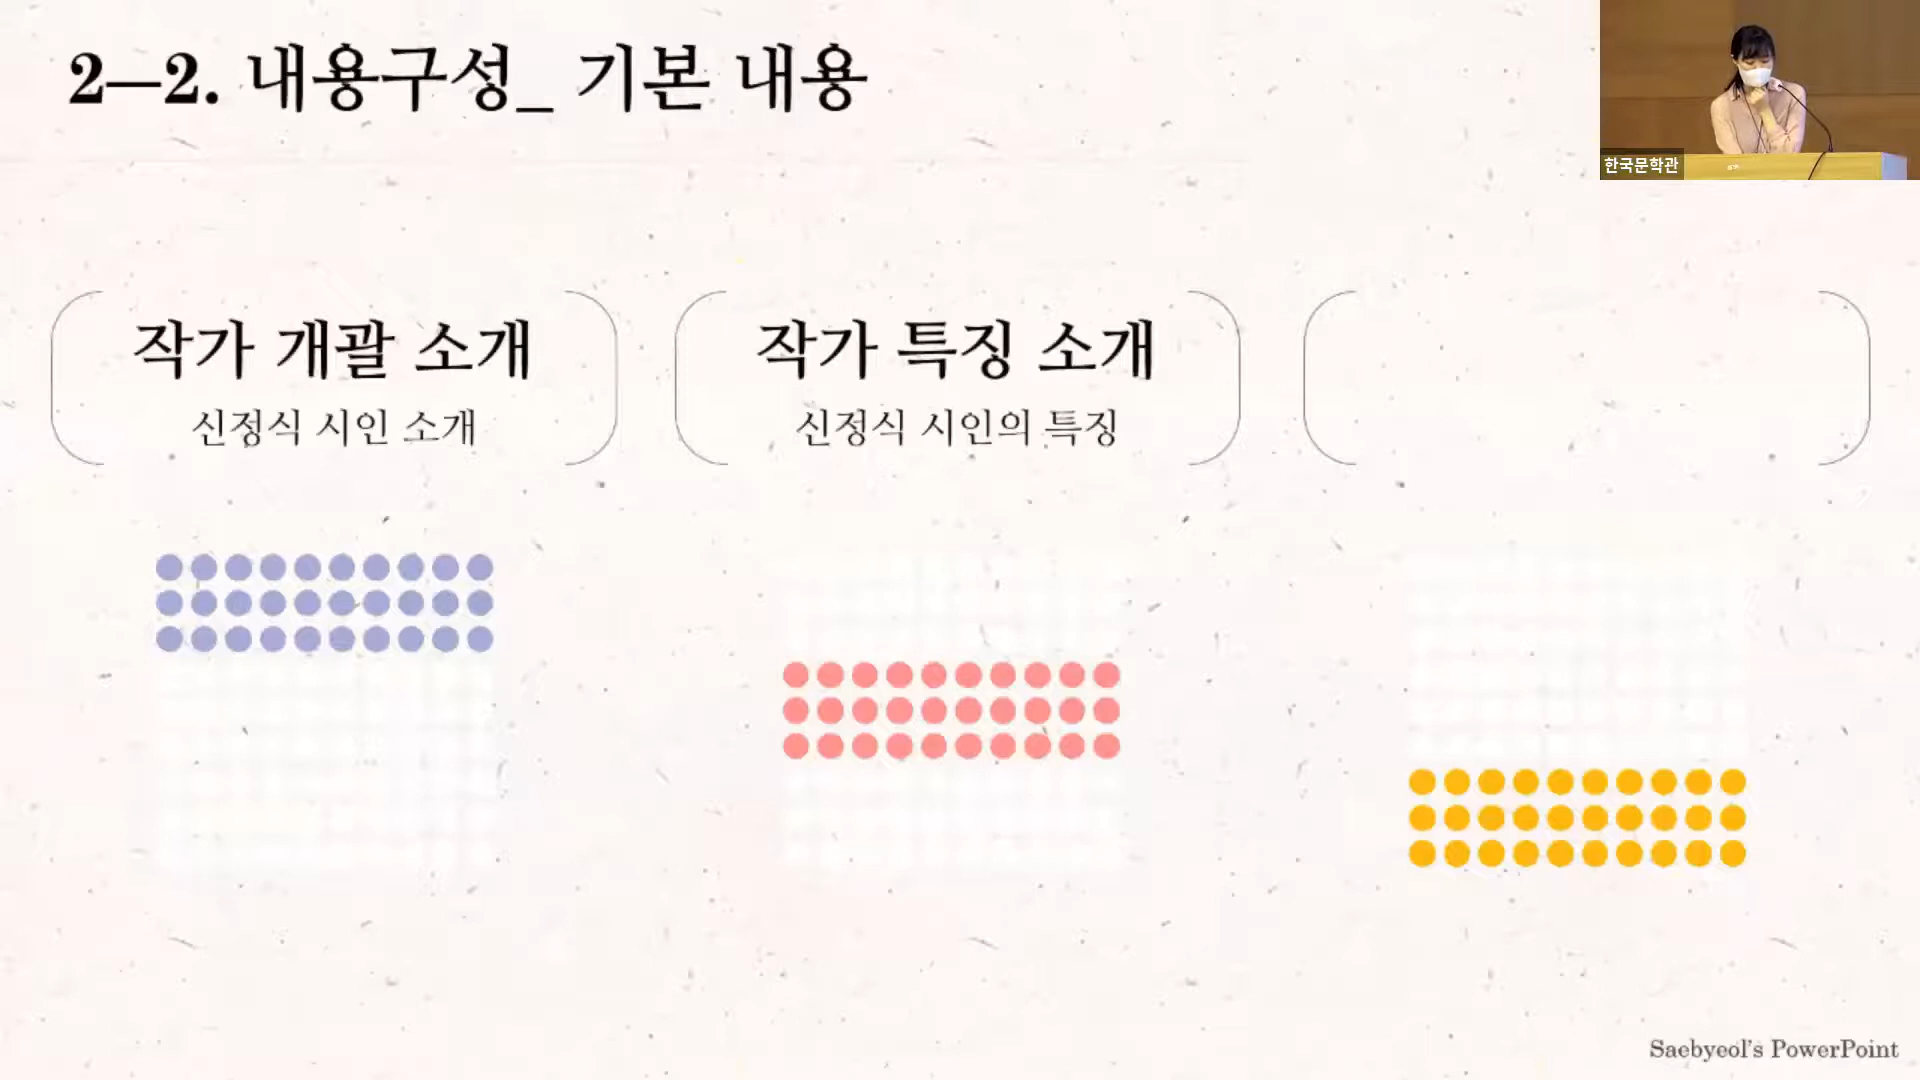 2—2. 내용구성_ 기본 내용
한국문학관
작가 개괄 소개
신정식 시인 소개
작가 특징 소개
신정식 시인의 특징
Saebyeol's PowerPoint